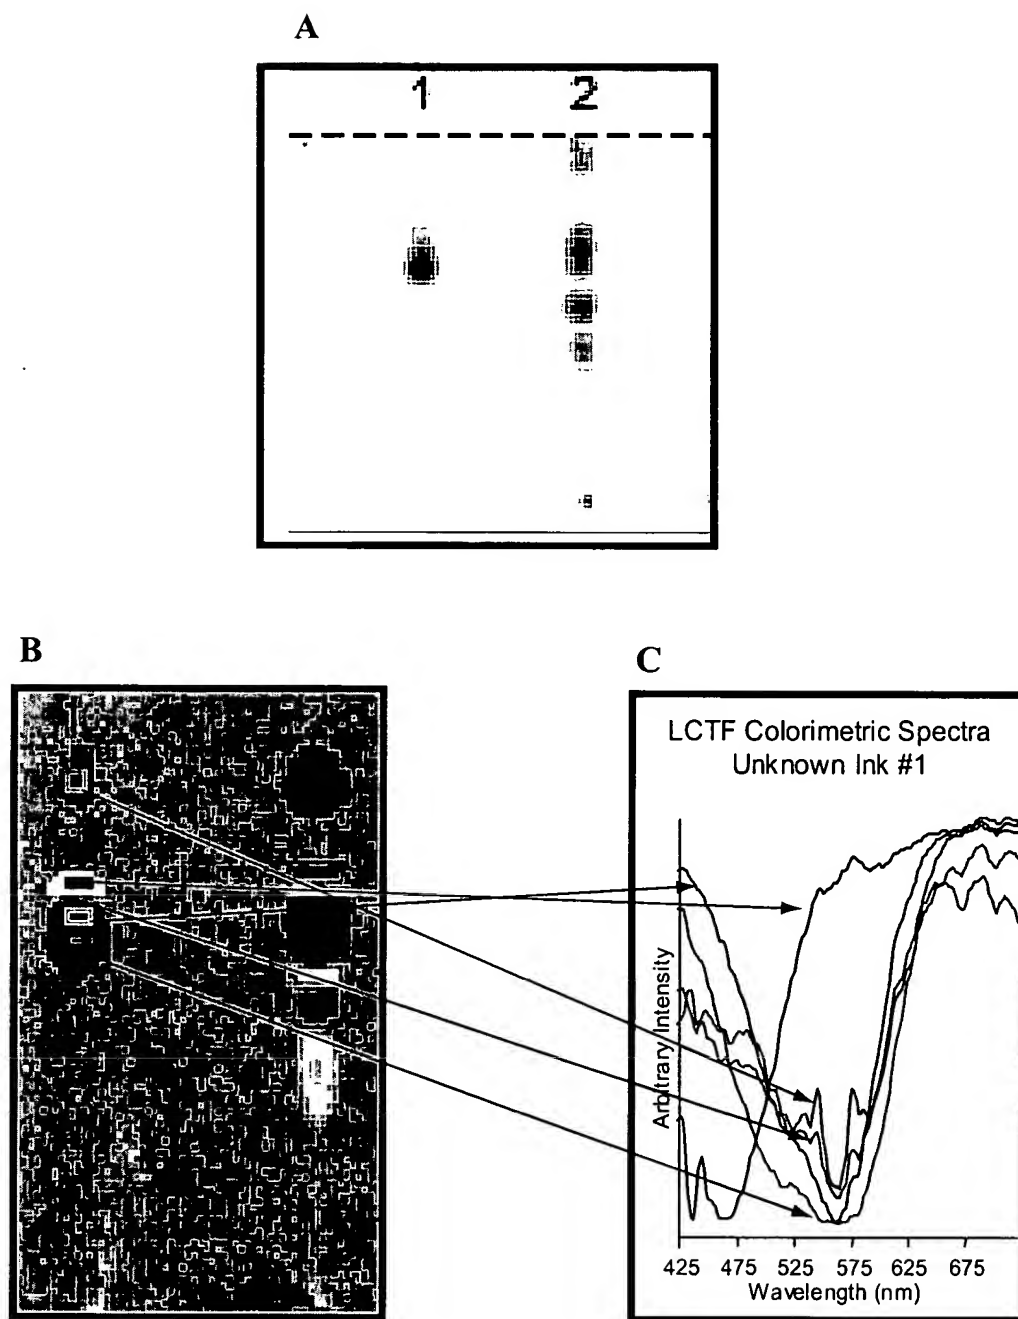 A
1 2
B
C
LCTF Colorimetric Spectra
Unknown Ink #1
Arbitrary Intensity
425 475 525 575 625 675
Wavelength (nm)